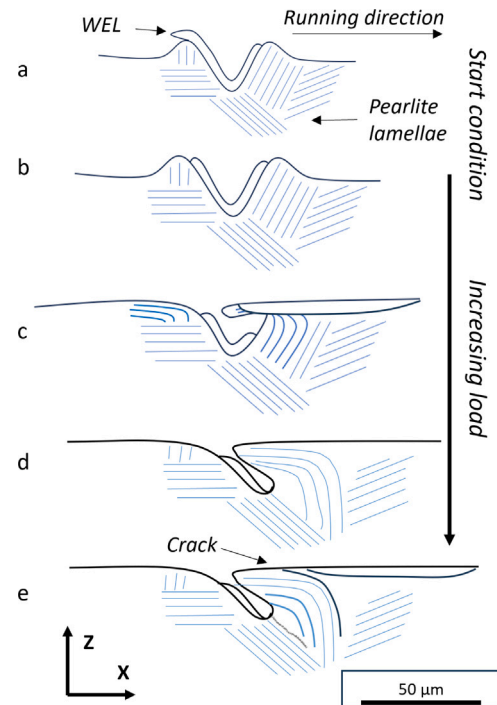 WEL
Running direction
a
Pearlite
lamellae
Start condition
b
c
Increasing load
d
Crack
e
Z
X
50 µm